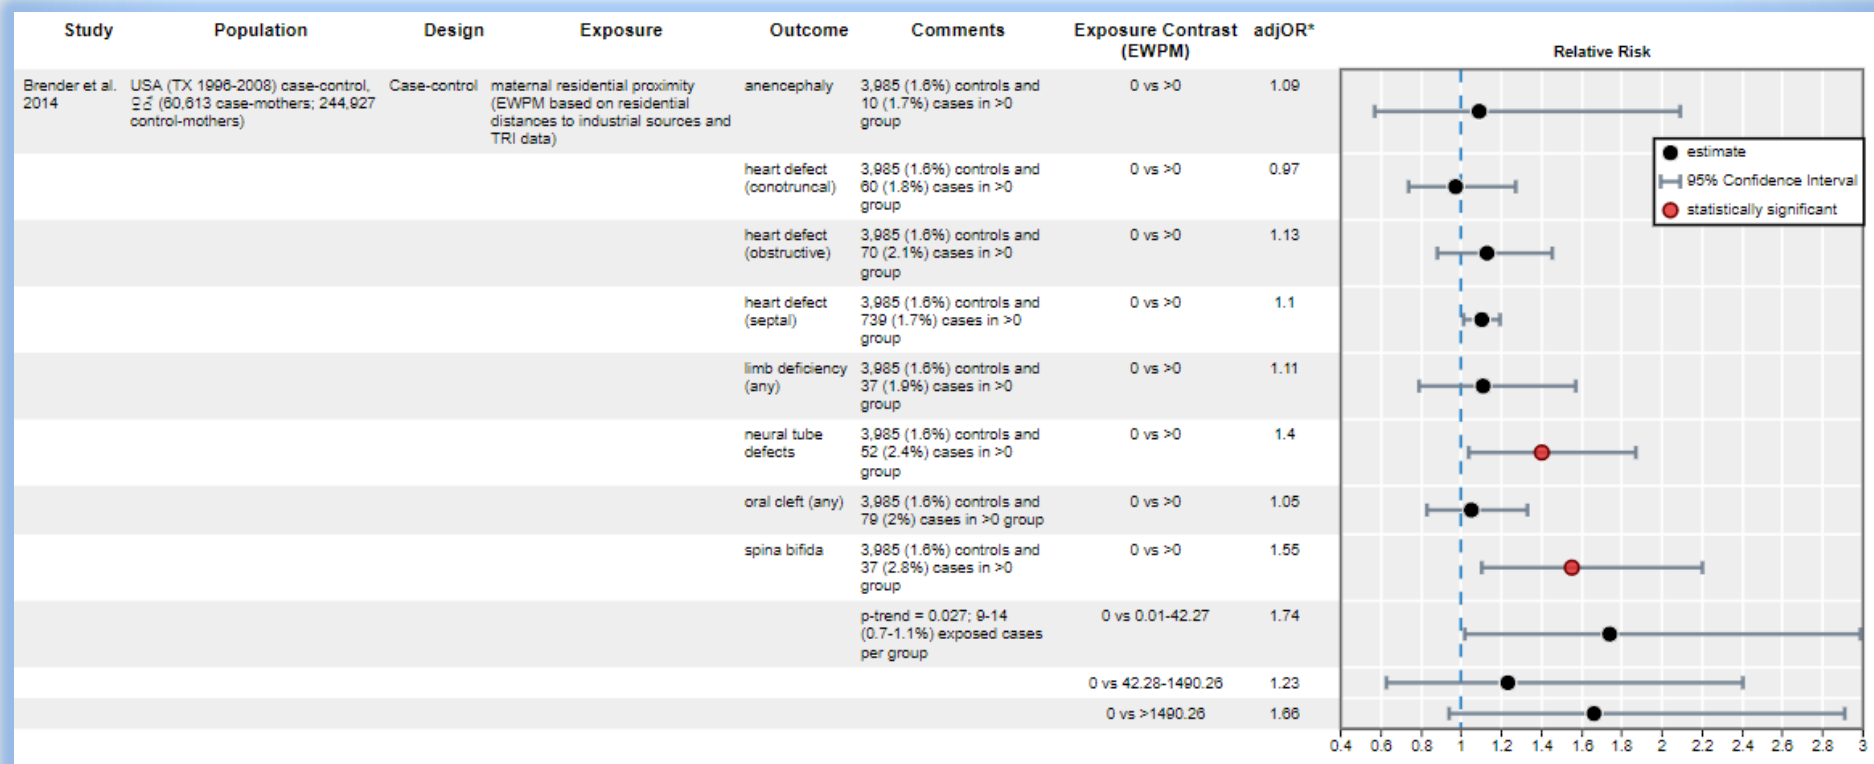 Study Population Design Exposure Outcome Comments Exposure Contrast (EWPM) adjOR* Relative Risk
Brender et al. 2014
USA (TX 1996-2008) case-control, ♀♂ (60,613 case-mothers; 244,927 control-mothers)
Case-control
maternal residential proximity (EWPM based on residential distances to industrial sources and TRI data)
anencephaly
3,985 (1.6%) controls and 10 (1.7%) cases in >0 group
0 vs >0
1.09
heart defect (conotruncal)
3,985 (1.6%) controls and 60 (1.8%) cases in >0 group
0 vs >0
0.97
heart defect (obstructive)
3,985 (1.6%) controls and 70 (2.1%) cases in >0 group
0 vs >0
1.13
heart defect (septal)
3,985 (1.6%) controls and 739 (1.7%) cases in >0 group
0 vs >0
1.1
limb deficiency (any)
3,985 (1.6%) controls and 37 (1.9%) cases in >0 group
0 vs >0
1.11
neural tube defects
3,985 (1.6%) controls and 52 (2.4%) cases in >0 group
0 vs >0
1.4
oral cleft (any)
3,985 (1.6%) controls and 79 (2%) cases in >0 group
0 vs >0
1.05
spina bifida
3,985 (1.6%) controls and 37 (2.8%) cases in >0 group
0 vs >0
1.55
p-trend = 0.027; 9-14 (0.7-1.1%) exposed cases per group
0 vs 0.01-42.27
1.74
0 vs 42.28-1490.26
1.23
0 vs >1490.26
1.66
estimate
95% Confidence Interval
statistically significant
0.4 0.6 0.8 1 1.2 1.4 1.6 1.8 2 2.2 2.4 2.6 2.8 3